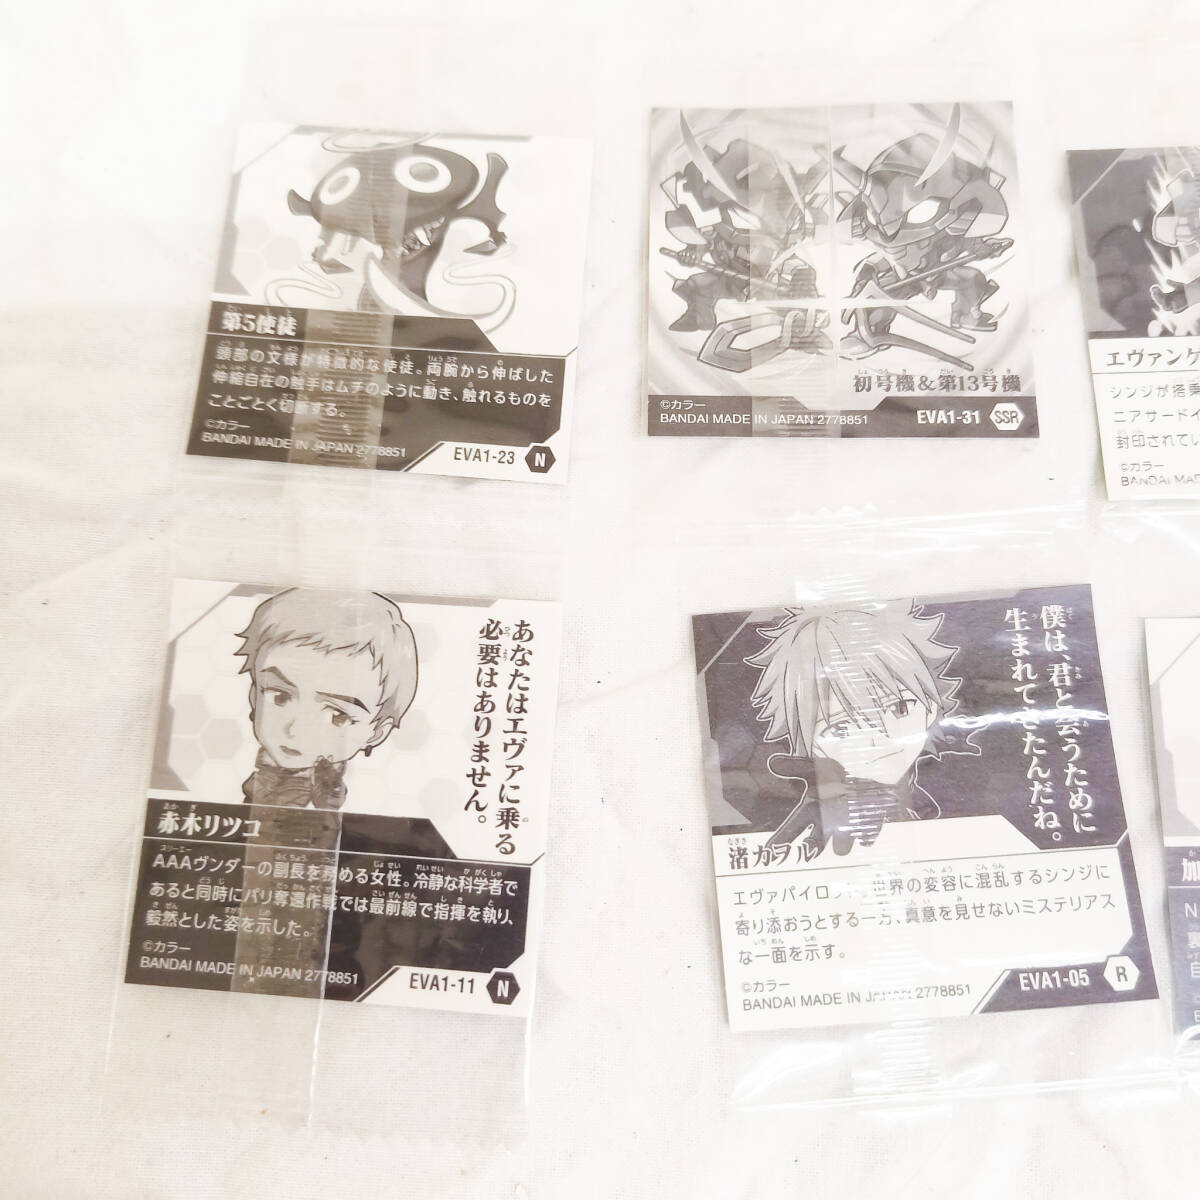 第5使徒
頭部の文様が特徴的な使徒。両腕から伸ばした
伸縮自在の触手はムチのように動き、触れるものを
ことごとく切断する。
©カラー
BANDAI MADE IN JAPAN 2778851
EVA1-23 N
初号機&第13号機
©カラー
BANDAI MADE IN JAPAN 2778851
EVA1-31 SSR
エヴァンゲ
シンジが搭乗
ニアサード
封印されてい
©カラー
BANDAI MAD
あなたはエヴァに乗る
必要はありません。
赤木リツコ
AAAヴンダーの副長を務める女性。冷静な科学者で
あると同時にパリ奪還作戦では最前線で指揮を執り、
毅然とした姿を示した。
©カラー
BANDAI MADE IN JAPAN 2778851
EVA1-11 N
僕は、君と会うために
生まれてきたんだね。
渚カヲル
エヴァパイロット。世界の変容に混乱するシンジに
寄り添おうとする一方、真意を見せないミステリアス
な一面を示す。
©カラー
BANDAI MADE IN JAPAN 2778851
EVA1-05 R
加
N